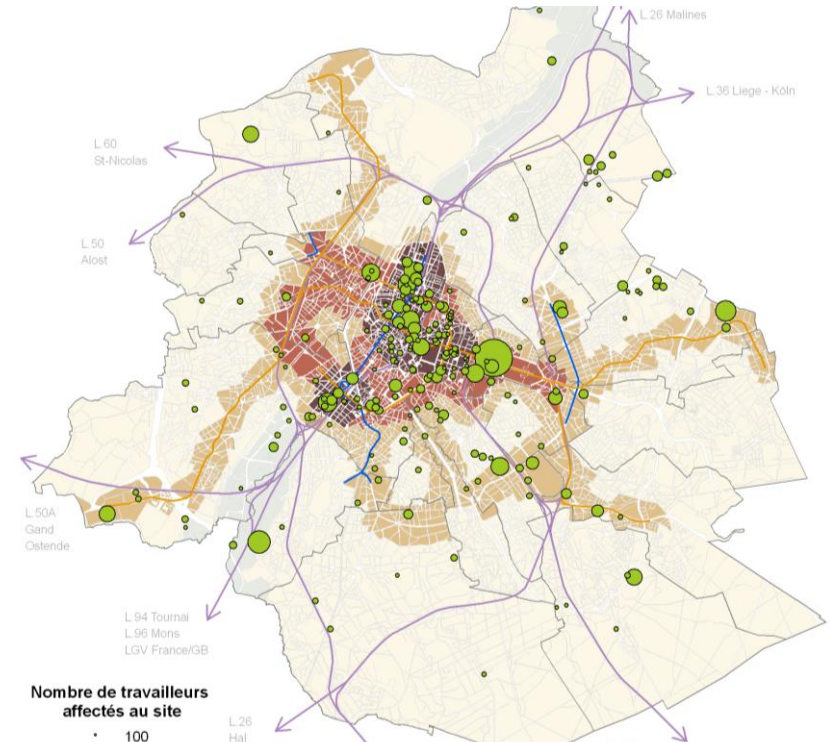 L.26 Malines
L.36 Liege - Köln
L.60
St-Nicolas
L.50
Alost
L.50A
Gand
Ostende
L.94 Tournai
L.96 Mons
LGV France/GB
L.26
Hal
Nombre de travailleurs
affectés au site
100